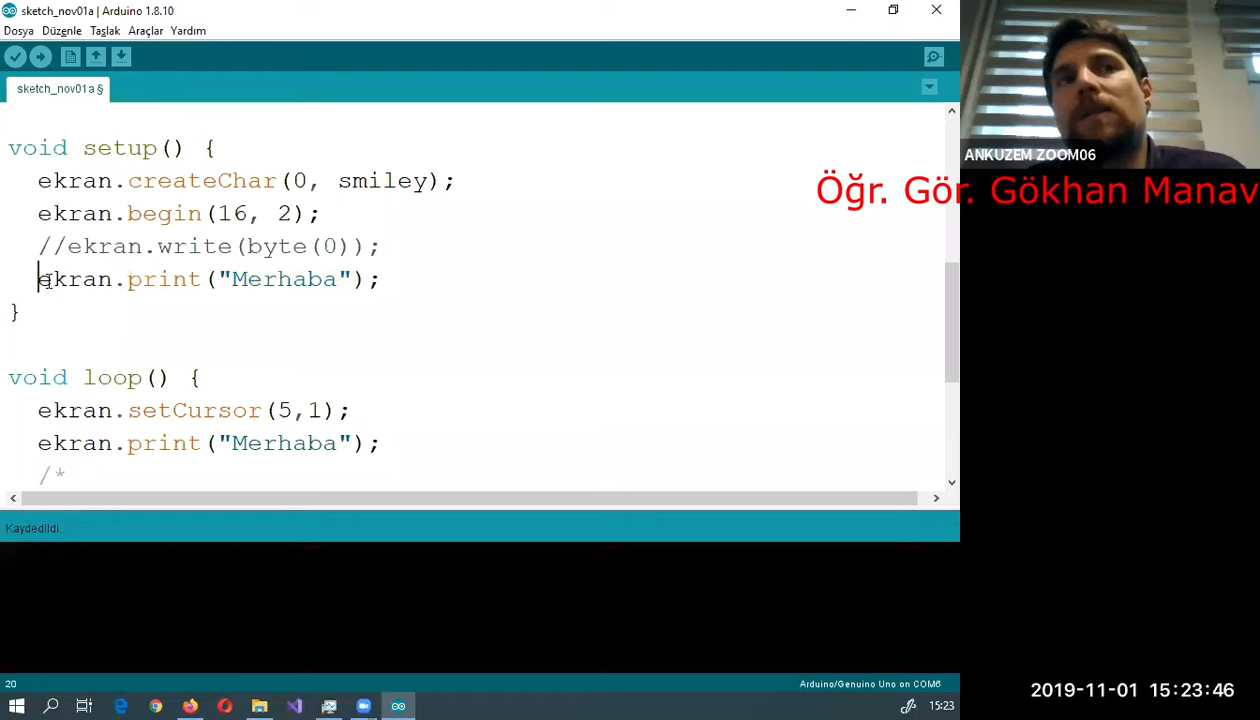 sketch_nov01a | Arduino 1.8.10
Dosya Düzenle Taslak Araçlar Yardım
sketch_nov01a §
void setup() {
ekran.createChar(0, smiley);
ekran.begin(16, 2);
//ekran.write(byte(0));
ekran.print("Merhaba");
}
void loop() {
ekran.setCursor(5,1);
ekran.print("Merhaba");
/*
Kaydedildi.
20
Arduino/Genuino Uno on COM6
15:23
ANKUZEM ZOOM06
Öğr. Gör. Gökhan Manav
2019-11-01 15:23:46